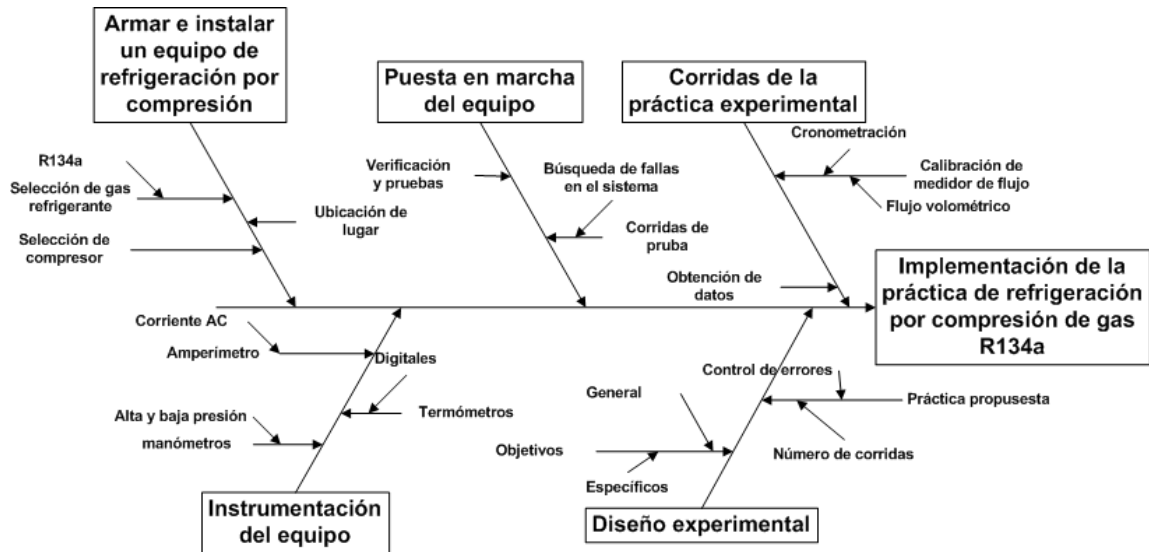 Armar e instalar
un equipo de
refrigeración por
compresión
Puesta en marcha
del equipo
Corridas de la
práctica experimental
R134a
Selección de gas
refrigerante
Ubicación de
lugar
Selección de
compresor
Verificación
y pruebas
Búsqueda de fallas
en el sistema
Corridas de
pruba
Cronometración
Calibración de
medidor de flujo
Flujo volométrico
Obtención de
datos
Implementación de la
práctica de refrigeración
por compresión de gas
R134a
Corriente AC
Amperímetro
Digitales
Termómetros
Alta y baja presión
manómetros
Instrumentación
del equipo
General
Objetivos
Específicos
Control de errores
Práctica propusesta
Número de corridas
Diseño experimental